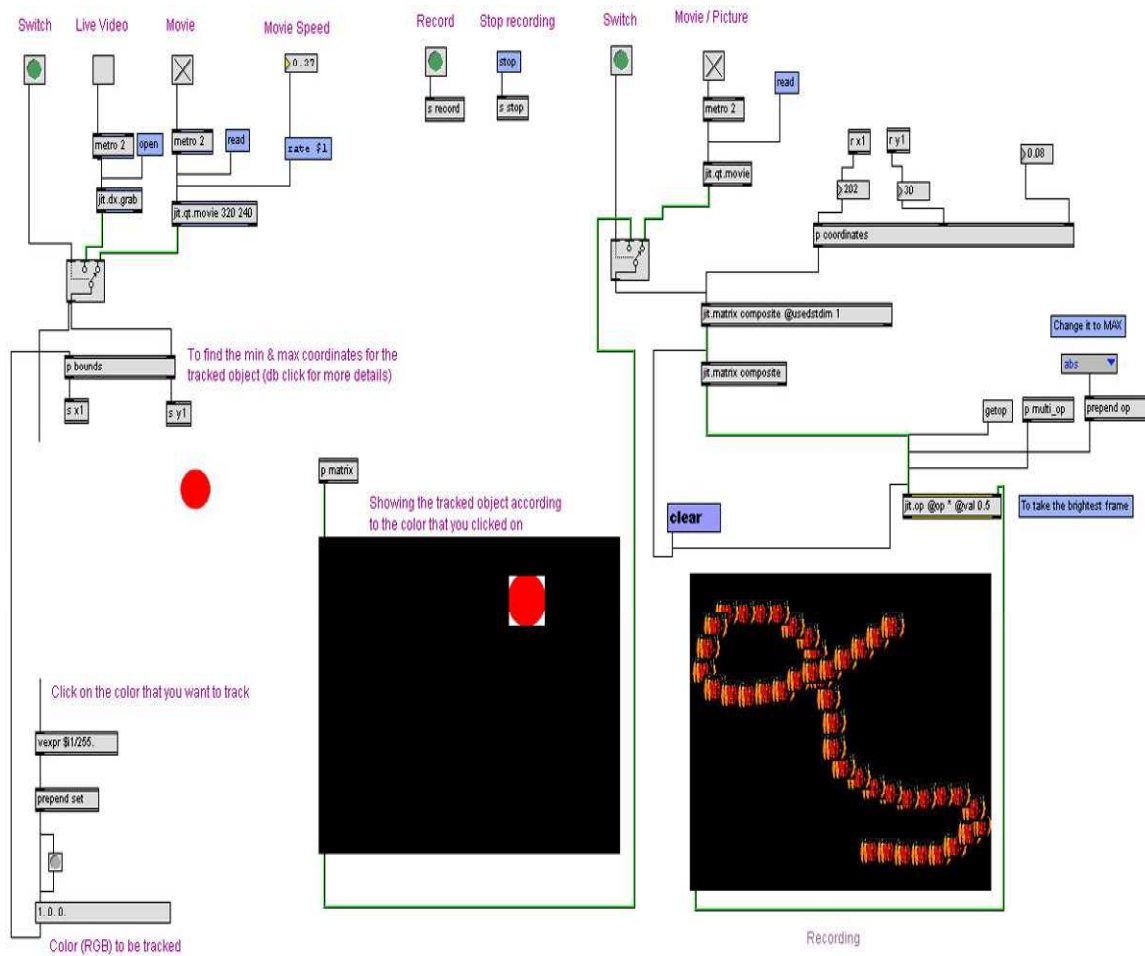 Switch
Live Video
Movie
Movie Speed
Record
Stop recording
Switch
Movie / Picture
0.27
stop
read
s record
s stop
metro 2
open
metro 2
read
rate $1
metro 2
r x1
r y1
0.08
jit.dx.grab
jit.qt.movie 320 240
jit.qt.movie
202
30
p coordinates
jit.matrix composite @usedstdim 1
Change it to MAX
p bounds
To find the min & max coordinates for the
tracked object (db click for more details)
jit.matrix composite
abs
s x1
s y1
getop
p multi_op
prepend op
p matrix
Showing the tracked object according
to the color that you clicked on
jit.op @op * @val 0.5
To take the brightest frame
clear
Click on the color that you want to track
vexpr $i1/255.
prepend set
1. 0. 0.
Color (RGB) to be tracked
Recording